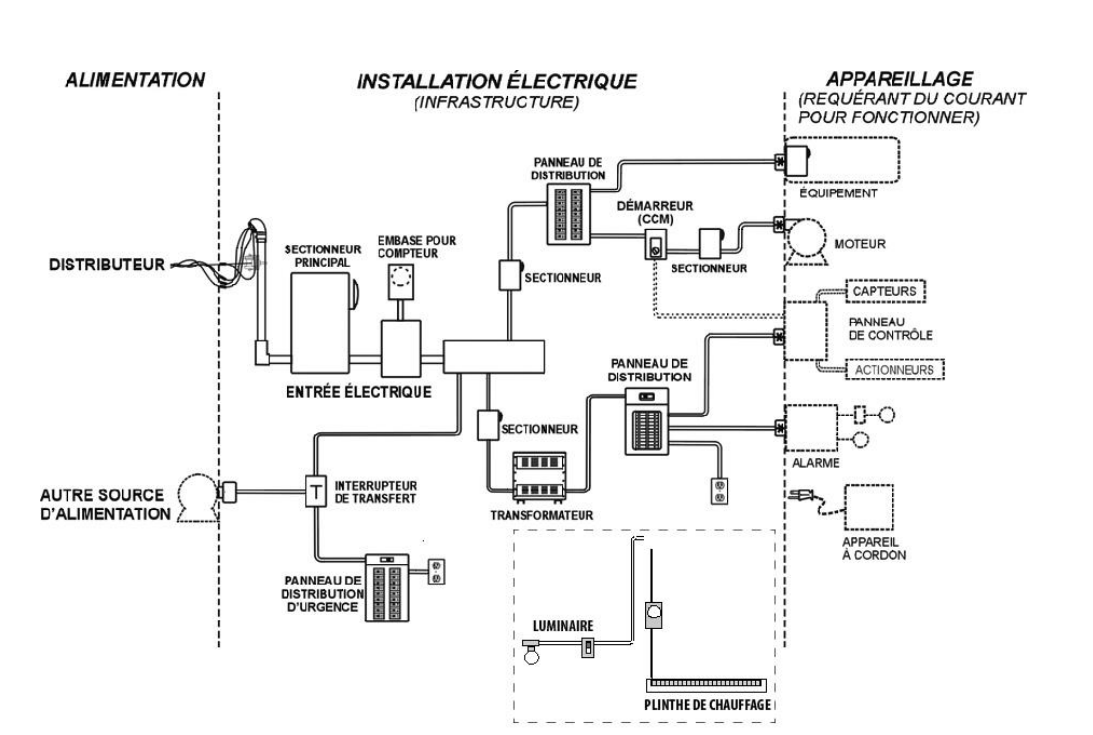 ALIMENTATION
INSTALLATION ÉLECTRIQUE
(INFRASTRUCTURE)
APPAREILLAGE
(REQUÉRANT DU COURANT
POUR FONCTIONNER)
PANNEAU DE
DISTRIBUTION
ÉQUIPEMENT
DÉMARREUR
(CCM)
SECTIONNEUR
MOTEUR
DISTRIBUTEUR
SECTIONNEUR
PRINCIPAL
EMBASE POUR
COMPTEUR
SECTIONNEUR
CAPTEURS
PANNEAU
DE CONTRÔLE
ACTIONNEURS
ENTRÉE ÉLECTRIQUE
PANNEAU DE
DISTRIBUTION
SECTIONNEUR
ALARME
AUTRE SOURCE
D'ALIMENTATION
T
INTERRUPTEUR
DE TRANSFERT
TRANSFORMATEUR
APPAREIL
À CORDON
PANNEAU DE
DISTRIBUTION
D'URGENCE
LUMINAIRE
PLINTHE DE CHAUFFAGE